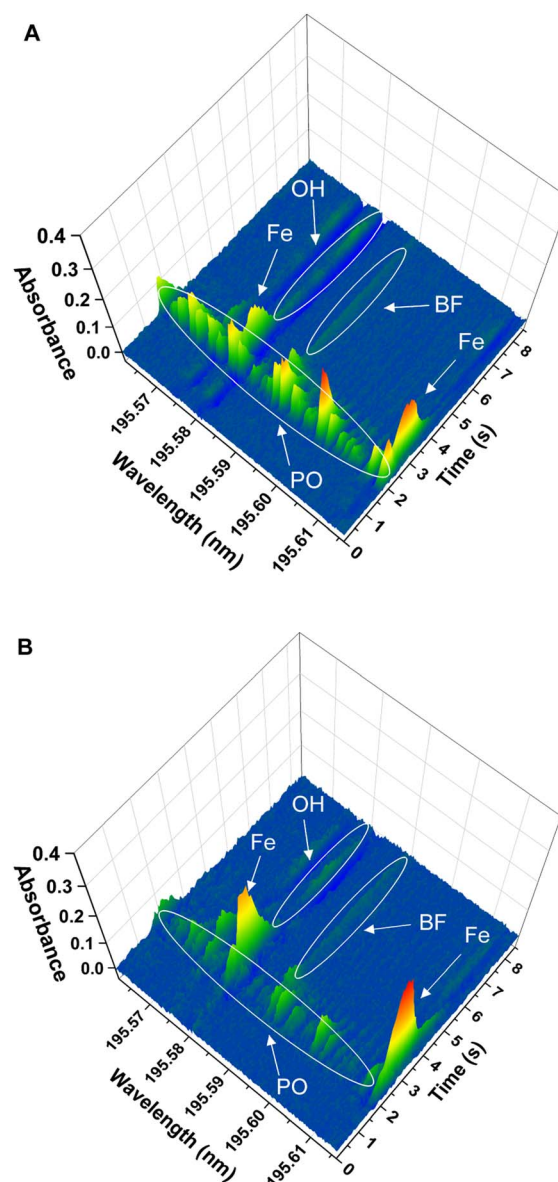 A
OH
Fe
0.4
0.3
0.2
0.1
0.0
Absorbance
BF
Fe
8
7
6
5
4
3
2
1
0
Time (s)
PO
195.57
195.58
195.59
195.60
195.61
Wavelength (nm)
B
OH
Fe
0.4
0.3
0.2
0.1
0.0
Absorbance
BF
Fe
8
7
6
5
4
3
2
1
0
Time (s)
PO
195.57
195.58
195.59
195.60
195.61
Wavelength (nm)